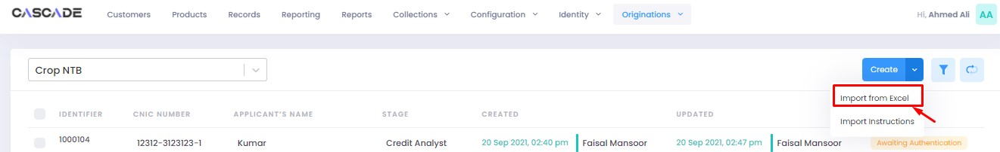 CASCADE Customers Products Records Reporting Reports Collections Configuration Identity Originations Hi, Ahmed Ali AA
Crop NTB Create
Import from Excel
IDENTIFIER CNIC NUMBER APPLICANT'S NAME STAGE CREATED UPDATED
Import Instructions
1000104 12312-3123123-1 Kumar Credit Analyst 20 Sep 2021, 02:40 pm Faisal Mansoor 20 Sep 2021, 02:47 pm Faisal Mansoor Awaiting Authentication